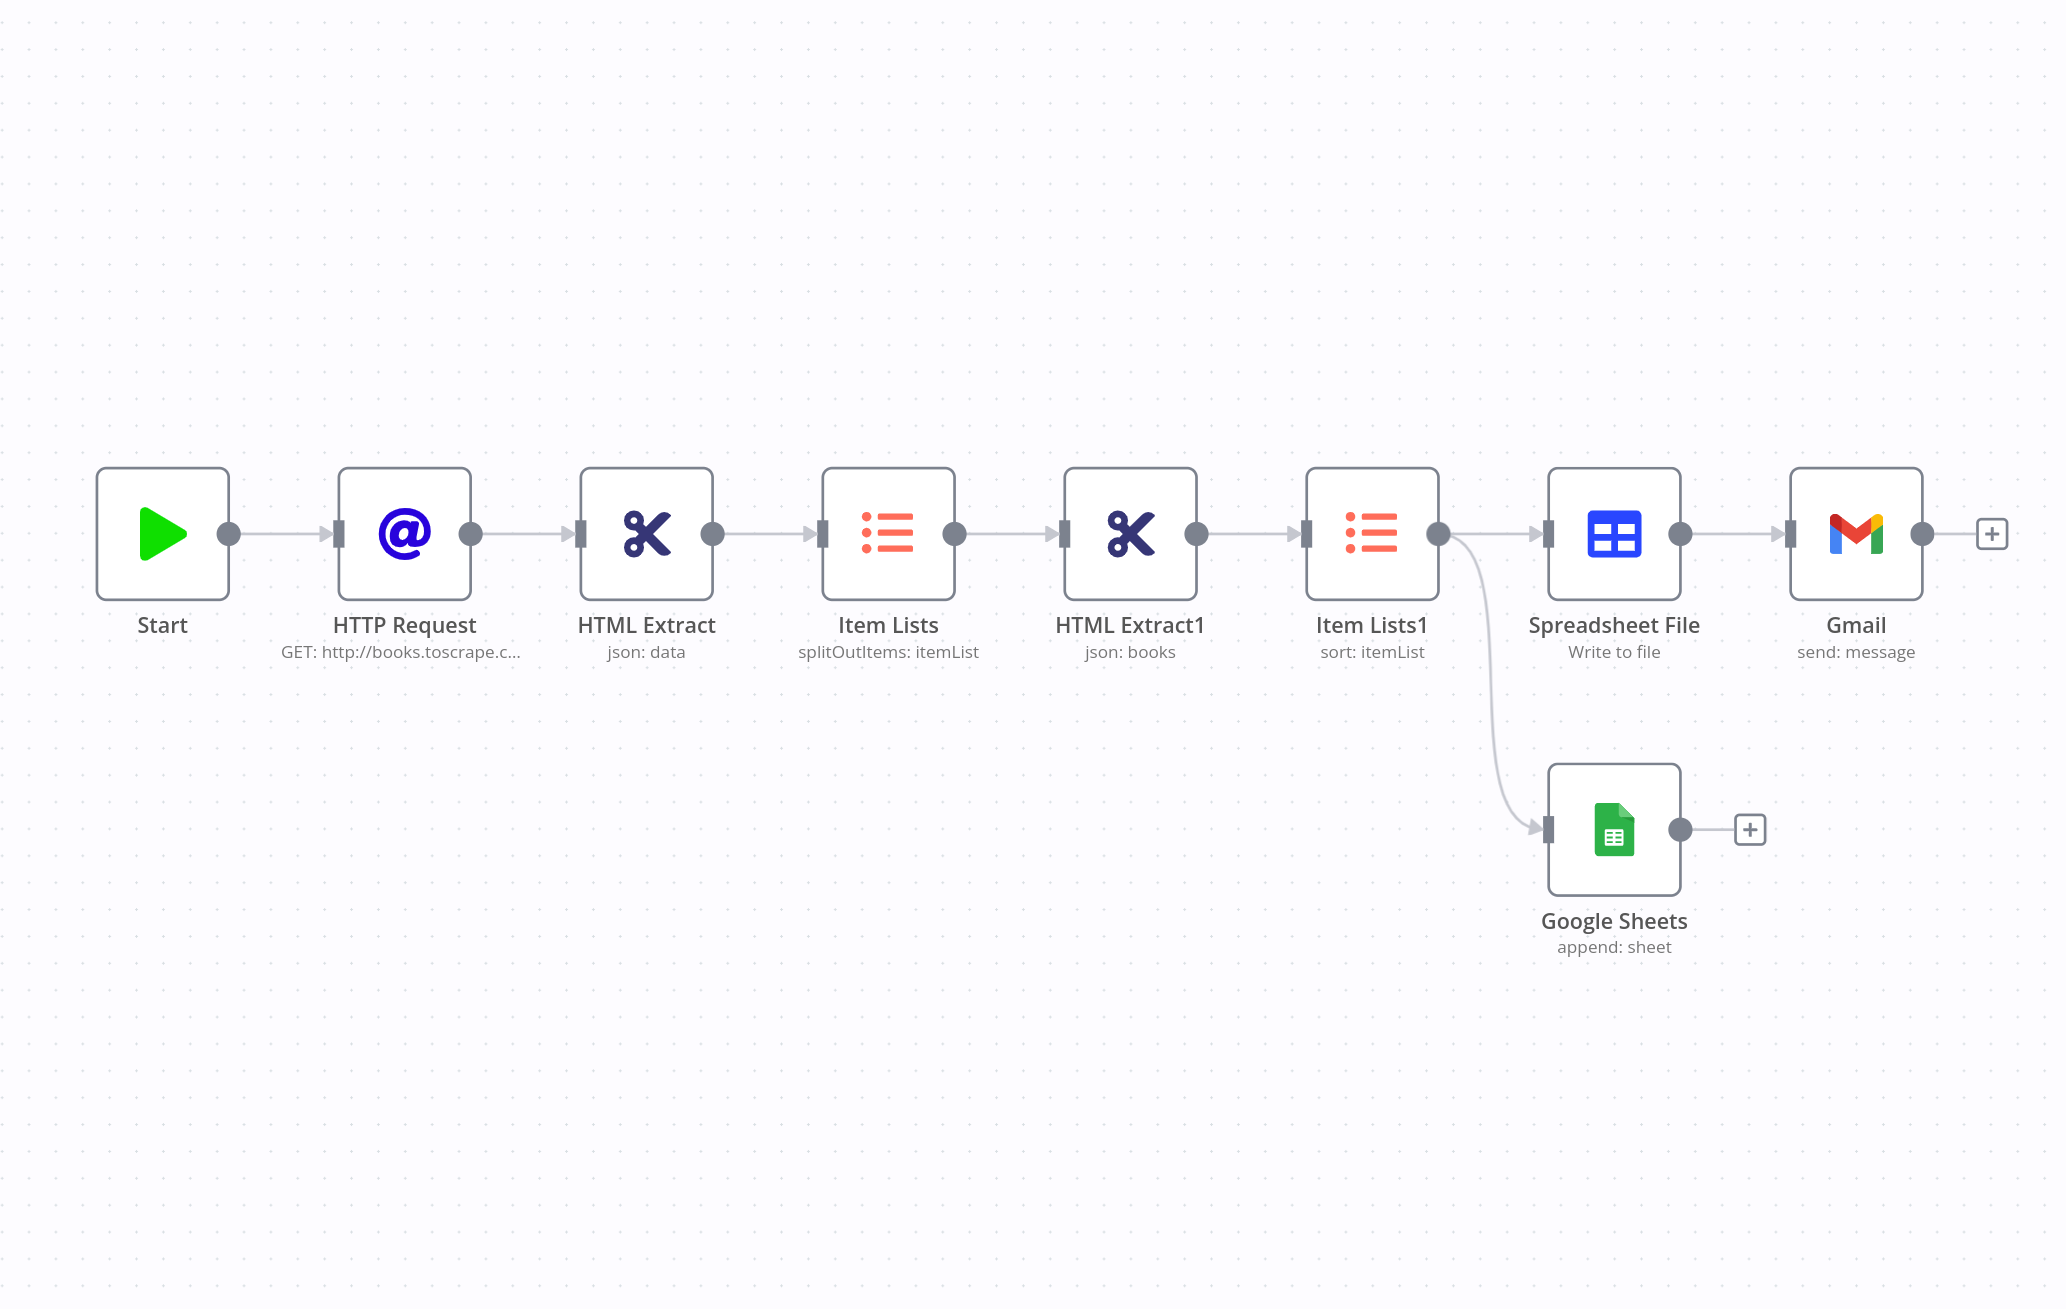 Start
HTTP Request
GET: http://books.toscrape.c...
HTML Extract
json: data
Item Lists
splitOutItems: itemList
HTML Extract1
json: books
Item Lists1
sort: itemList
Spreadsheet File
Write to file
Gmail
send: message
Google Sheets
append: sheet